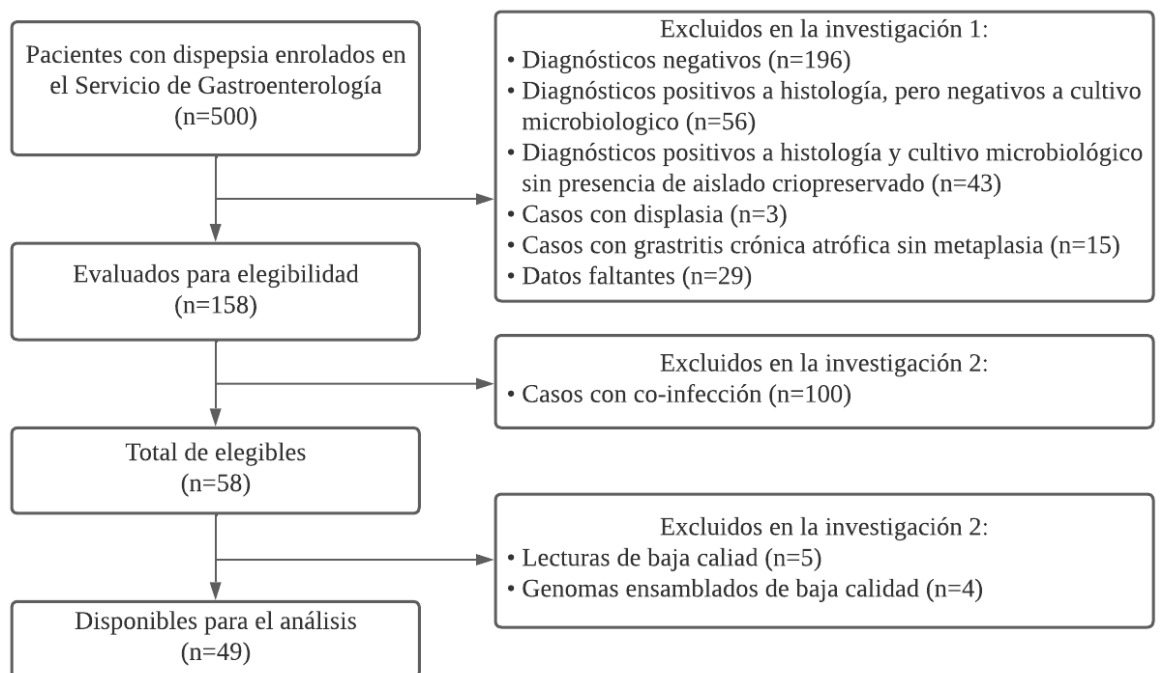 Pacientes con dispepsia enrolados en
el Servicio de Gastroenterología
(n=500)
Excluidos en la investigación 1:
• Diagnósticos negativos (n=196)
• Diagnósticos positivos a histología, pero negativos a cultivo
microbiologico (n=56)
• Diagnósticos positivos a histología y cultivo microbiológico
sin presencia de aislado criopreservado (n=43)
• Casos con displasia (n=3)
• Casos con grastritis crónica atrófica sin metaplasia (n=15)
• Datos faltantes (n=29)
Evaluados para elegibilidad
(n=158)
Excluidos en la investigación 2:
• Casos con co-infección (n=100)
Total de elegibles
(n=58)
Excluidos en la investigación 2:
• Lecturas de baja caliad (n=5)
• Genomas ensamblados de baja calidad (n=4)
Disponibles para el análisis
(n=49)